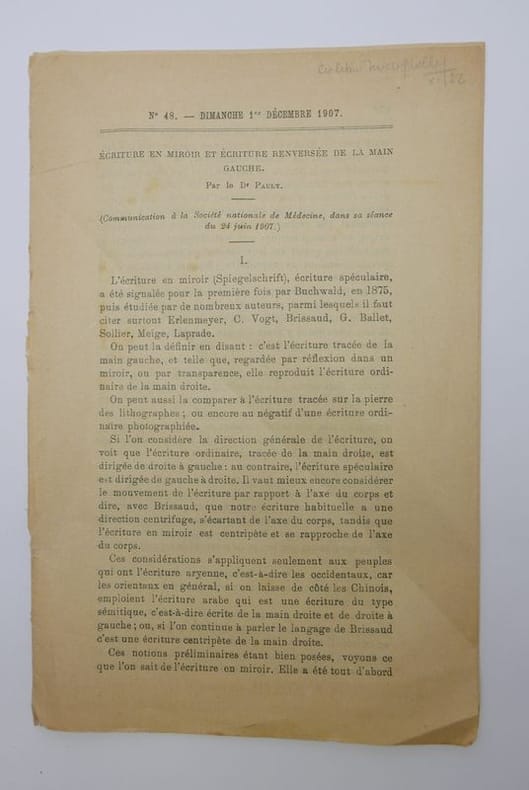 N° 48. — DIMANCHE 1er DÉCEMBRE 1907.
ÉCRITURE EN MIROIR ET ÉCRITURE RENVERSÉE DE LA MAIN
GAUCHE.
Par le Dr PAULY.
(Communication à la Société nationale de Médecine, dans sa séance
du 24 juin 1907.)
I.
L'écriture en miroir (Spiegelschrift), écriture spéculaire,
a été signalée pour la première fois par Buchwald, en 1875,
puis étudiée par de nombreux auteurs, parmi lesquels il faut
citer surtout Erlenmeyer, C. Vogt, Brissaud, G. Ballet,
Sollier, Meige, Laprade.
On peut la définir en disant : c'est l'écriture tracée de la
main gauche, et telle que, regardée par réflexion dans un
miroir, ou par transparence, elle reproduit l'écriture ordi-
naire de la main droite.
On peut aussi la comparer à l'écriture tracée sur la pierre
des lithographes ; ou encore au négatif d'une écriture ordi-
naire photographiée.
Si l'on considère la direction générale de l'écriture, on
voit que l'écriture ordinaire, tracée de la main droite, est
dirigée de droite à gauche : au contraire, l'écriture spéculaire
est dirigée de gauche à droite. Il vaut mieux encore considérer
le mouvement de l'écriture par rapport à l'axe du corps et
dire, avec Brissaud, que notre écriture habituelle a une
direction centrifuge, s'écartant de l'axe du corps, tandis que
l'écriture en miroir est centripète et se rapproche de l'axe
du corps.
Ces considérations s'appliquent seulement aux peuples
qui ont l'écriture aryenne, c'est-à-dire les occidentaux, car
les orientaux en général, si on laisse de côté les Chinois,
emploient l'écriture arabe qui est une écriture du type
sémitique, c'est-à-dire écrite de la main droite et de droite à
gauche ; ou, si l'on continue à parler le langage de Brissaud
c'est une écriture centripète de la main droite.
Ces notions préliminaires étant bien posées, voyons ce
que l'on sait de l'écriture en miroir. Elle a été tout d'abord